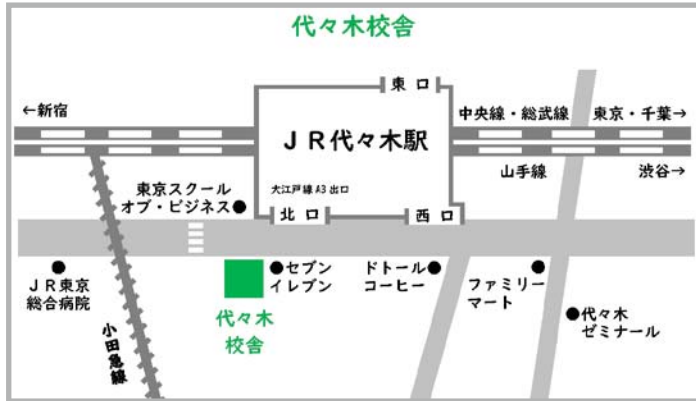 代々木校舎
東口
←新宿
中央線・総武線
東京・千葉→
JR代々木駅
山手線
渋谷→
東京スクール
オブ・ビジネス●
大江戸線A3出口
北口
西口
●セブン
イレブン
ドトール●
コーヒー
JR東京
総合病院
ファミリー
マート
●代々木
ゼミナール
代々木
校舎
小田急線